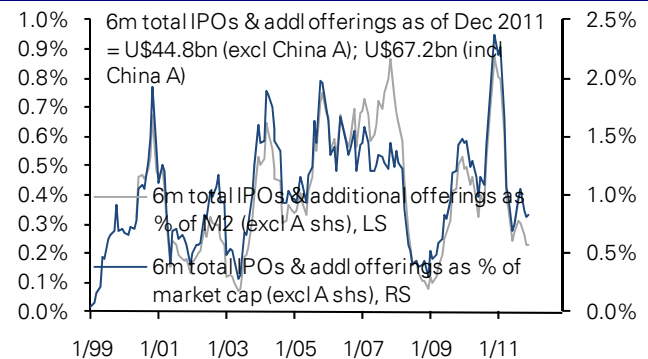 6m total IPOs & addl offerings as of Dec 2011
= U$44.8bn (excl China A); U$67.2bn (incl
China A)
1.0%
0.9%
0.8%
0.7%
0.6%
0.5%
0.4%
0.3%
0.2%
0.1%
0.0%
2.5%
2.0%
1.5%
1.0%
0.5%
0.0%
6m total IPOs & additional offerings as
% of M2 (excl A shs), LS
6m total IPOs & addl offerings as % of
market cap (excl A shs), RS
1/99 1/01 1/03 1/05 1/07 1/09 1/11